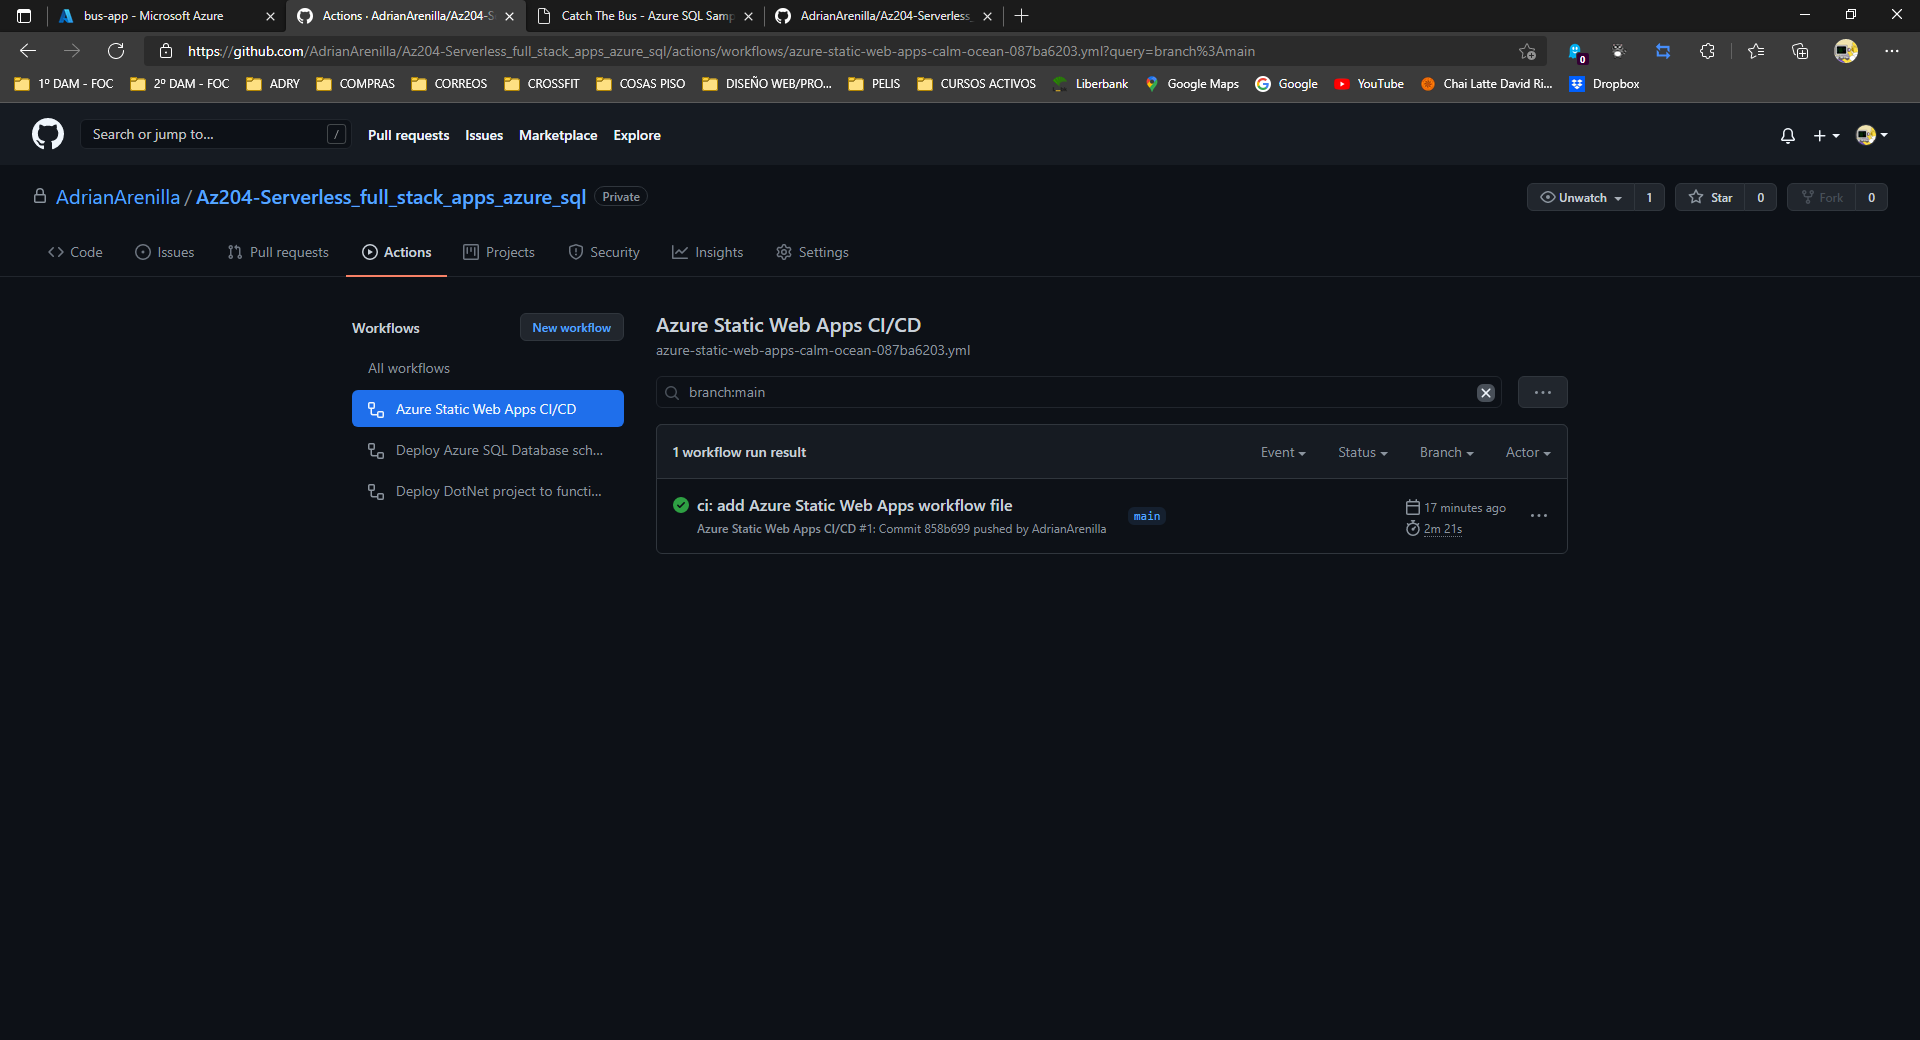 bus-app - Microsoft Azure
Actions · AdrianArenilla/Az204-S
Catch The Bus - Azure SQL Samp
AdrianArenilla/Az204-Serverless_
https://github.com/AdrianArenilla/Az204-Serverless_full_stack_apps_azure_sql/actions/workflows/azure-static-web-apps-calm-ocean-087ba6203.yml?query=branch%3Amain
0
1º DAM - FOC
2º DAM - FOC
ADRY
COMPRAS
CORREOS
CROSSFIT
COSAS PISO
DISEÑO WEB/PRO...
PELIS
CURSOS ACTIVOS
Liberbank
Google Maps
Google
YouTube
Chai Latte David Ri...
Dropbox
Search or jump to...
/
Pull requests
Issues
Marketplace
Explore
AdrianArenilla / Az204-Serverless_full_stack_apps_azure_sql
Private
Unwatch
1
Star
0
Fork
0
Code
Issues
Pull requests
Actions
Projects
Security
Insights
Settings
Workflows
New workflow
All workflows
Azure Static Web Apps CI/CD
Deploy Azure SQL Database sch...
Deploy DotNet project to functi...
Azure Static Web Apps CI/CD
azure-static-web-apps-calm-ocean-087ba6203.yml
branch:main
1 workflow run result
Event
Status
Branch
Actor
ci: add Azure Static Web Apps workflow file
Azure Static Web Apps CI/CD #1: Commit 858b699 pushed by AdrianArenilla
main
17 minutes ago
2m 21s